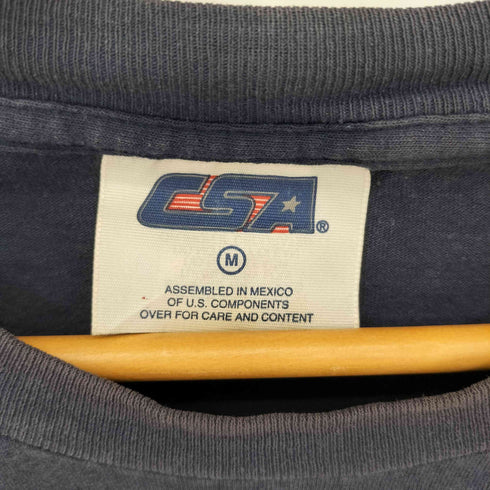 CSA®
M
ASSEMBLED IN MEXICO
OF U.S. COMPONENTS
OVER FOR CARE AND CONTENT